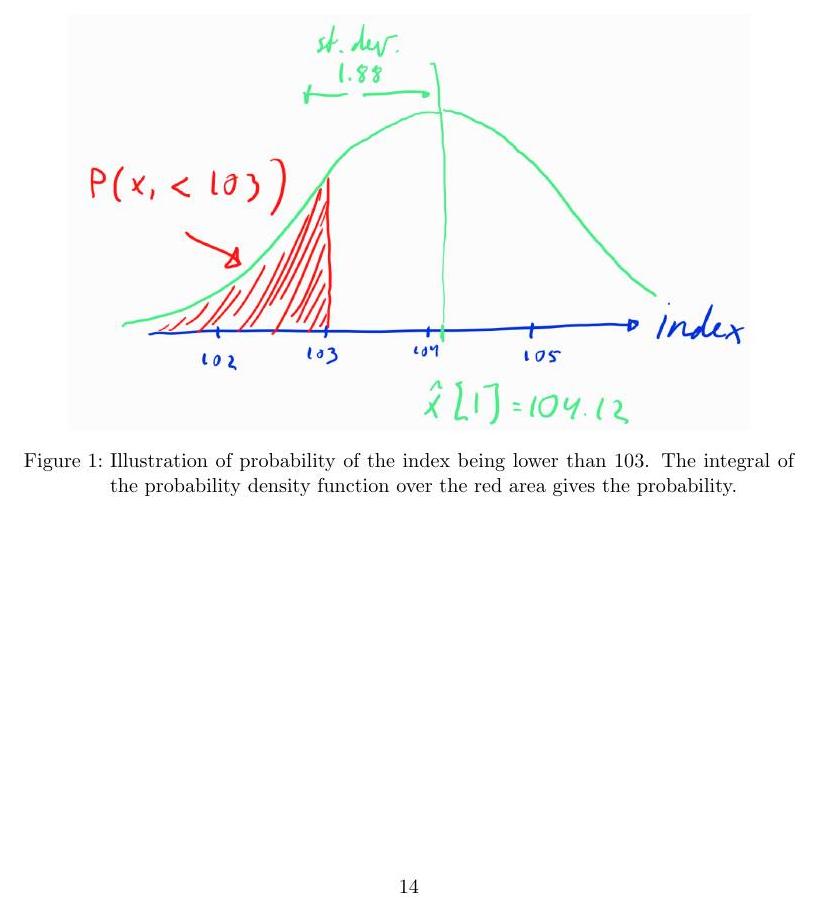 st. dev.
1.88
P(x, < 103)
102
103
104
105
index
x̂[1] = 104.12
Figure 1: Illustration of probability of the index being lower than 103. The integral of
the probability density function over the red area gives the probability.
14